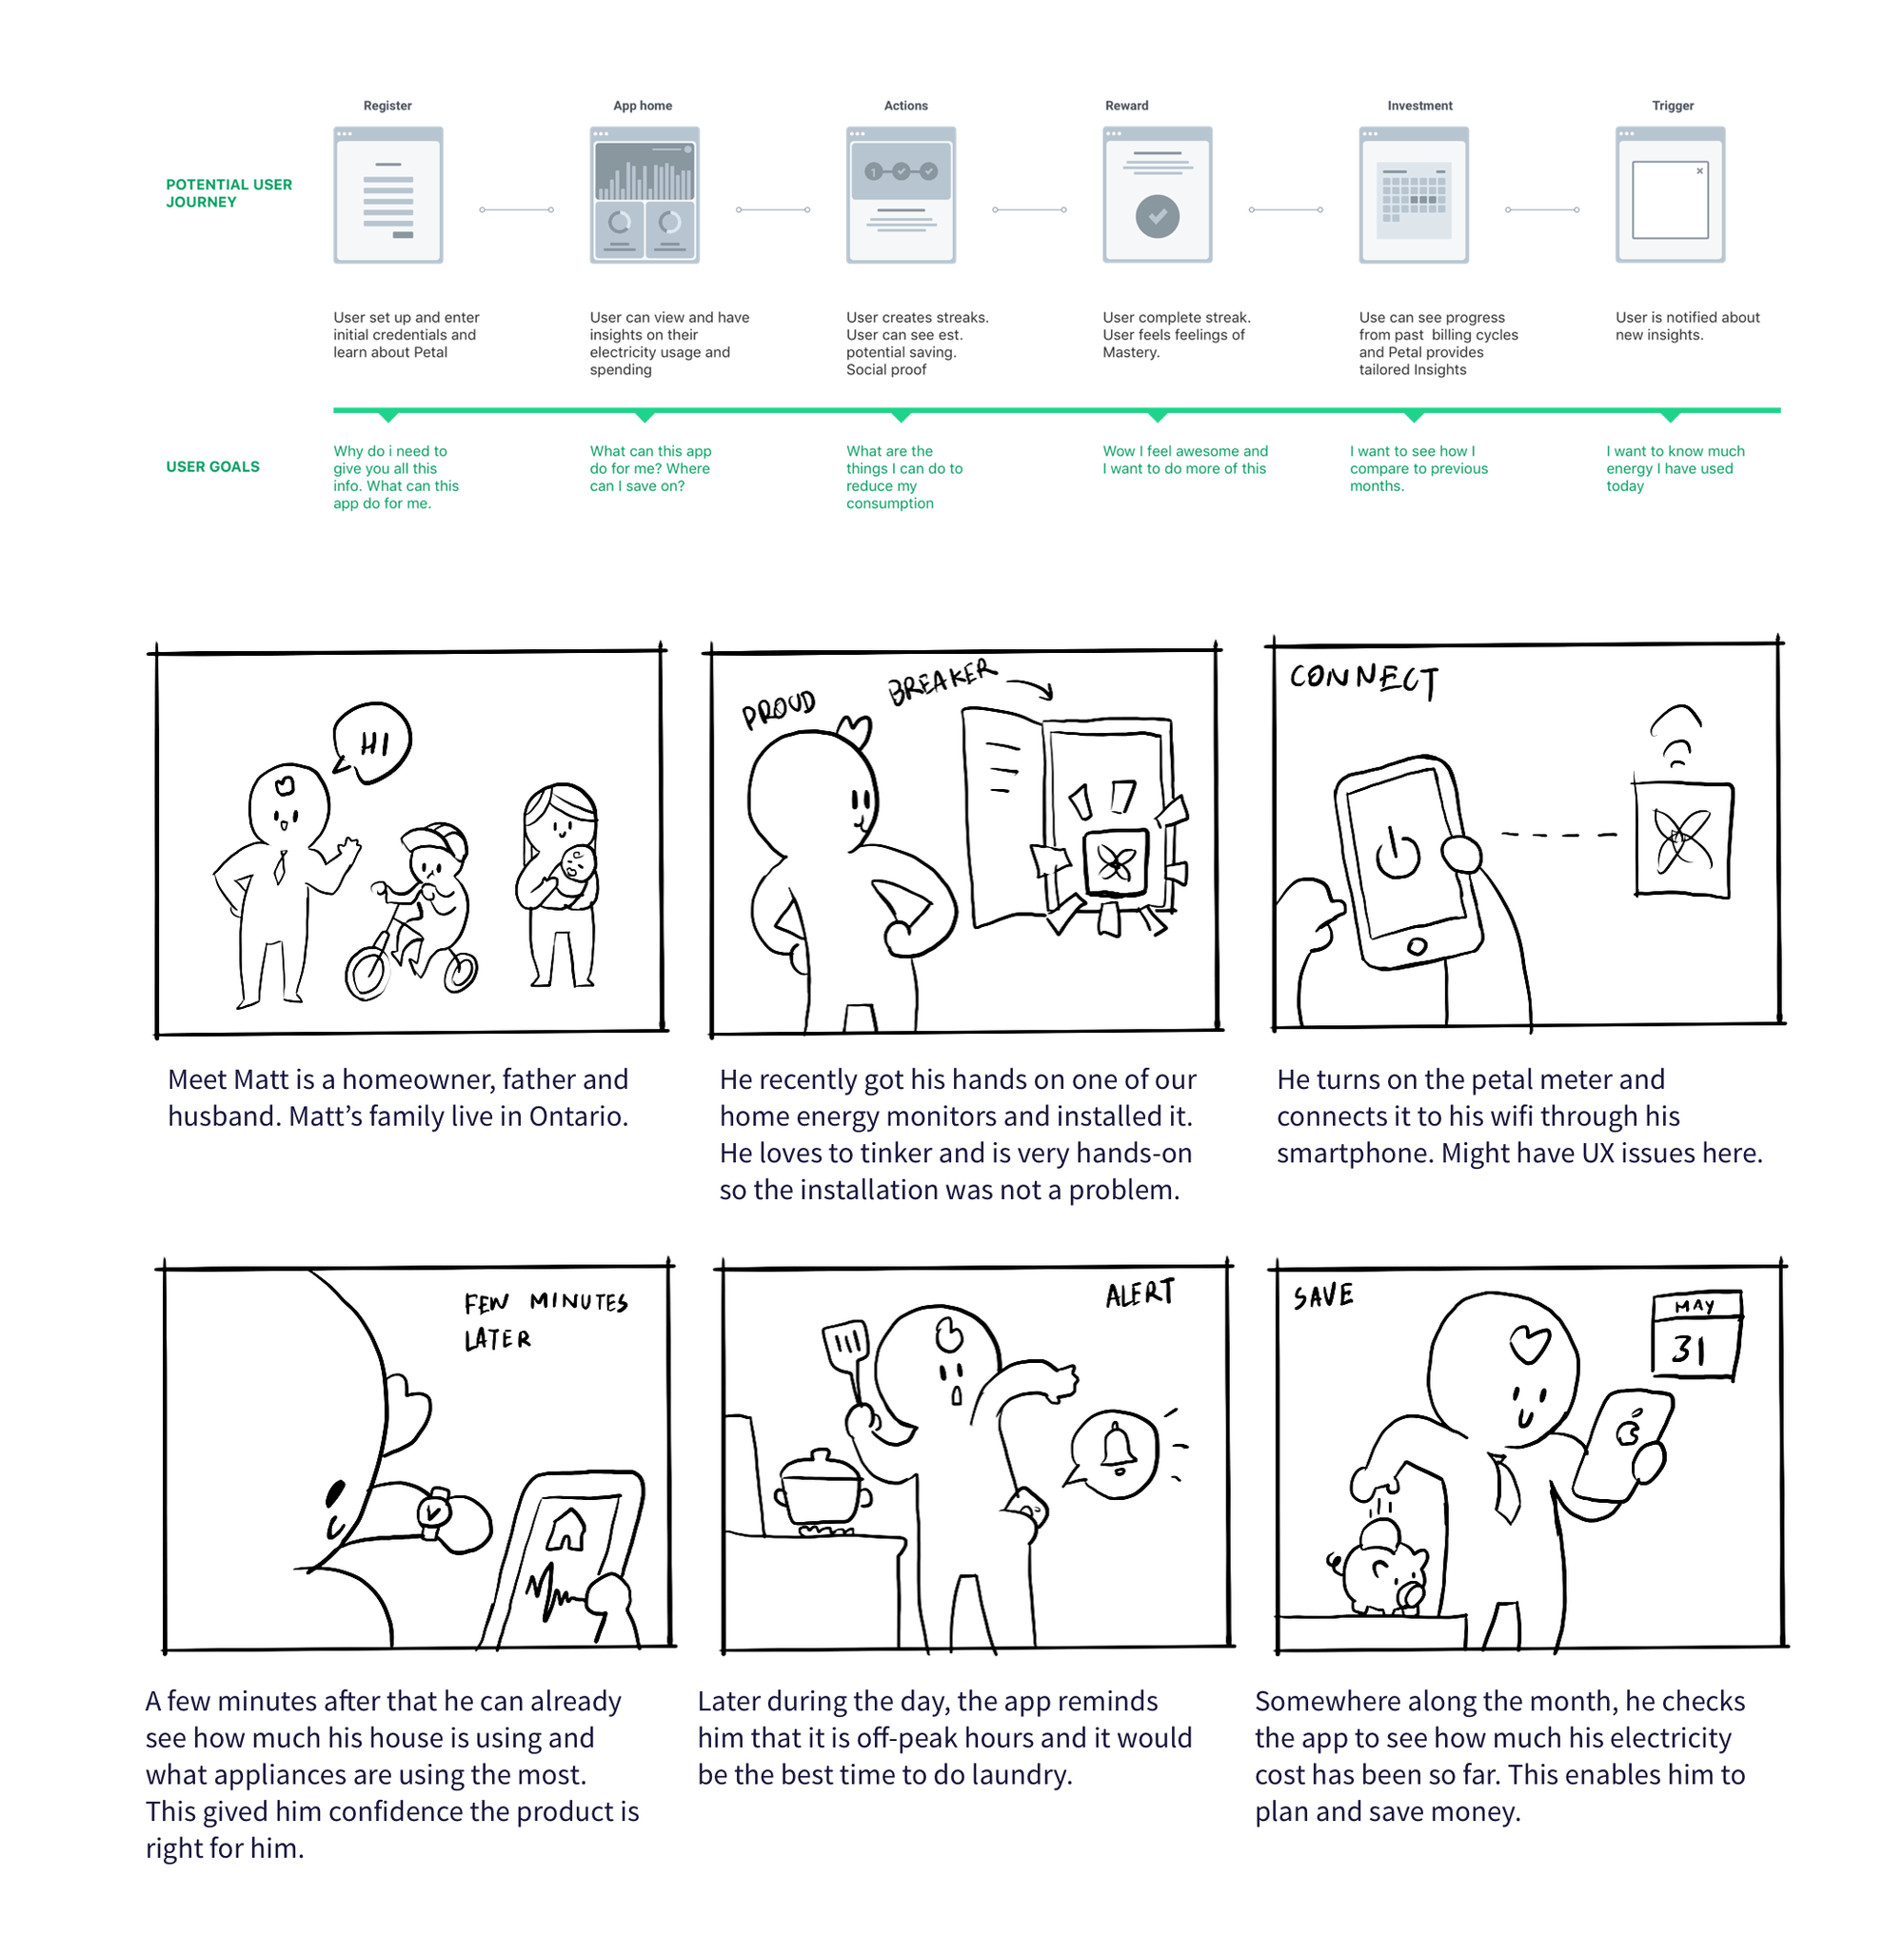 Register
App home
Actions
Reward
Investment
Trigger
POTENTIAL USER
JOURNEY
1
User set up and enter
initial credentials and
learn about Petal
User can view and have
insights on their
electricity usage and
spending
User creates streaks.
User can see est.
potential saving.
Social proof
User complete streak.
User feels feelings of
Mastery.
Use can see progress
from past billing cycles
and Petal provides
tailored Insights
User is notified about
new insights.
USER GOALS
Why do i need to
give you all this
info. What can this
app do for me.
What can this app
do for me? Where
can I save on?
What are the
things I can do to
reduce my
consumption
Wow I feel awesome and
I want to do more of this
I want to see how I
compare to previous
months.
I want to know much
energy I have used
today
HI
PROUD
BREAKER
CONNECT
Meet Matt is a homeowner, father and
husband. Matt’s family live in Ontario.
He recently got his hands on one of our
home energy monitors and installed it.
He loves to tinker and is very hands-on
so the installation was not a problem.
He turns on the petal meter and
connects it to his wifi through his
smartphone. Might have UX issues here.
FEW MINUTES
LATER
ALERT
SAVE
MAY
31
A few minutes after that he can already
see how much his house is using and
what appliances are using the most.
This gived him confidence the product is
right for him.
Later during the day, the app reminds
him that it is off-peak hours and it would
be the best time to do laundry.
Somewhere along the month, he checks
the app to see how much his electricity
cost has been so far. This enables him to
plan and save money.